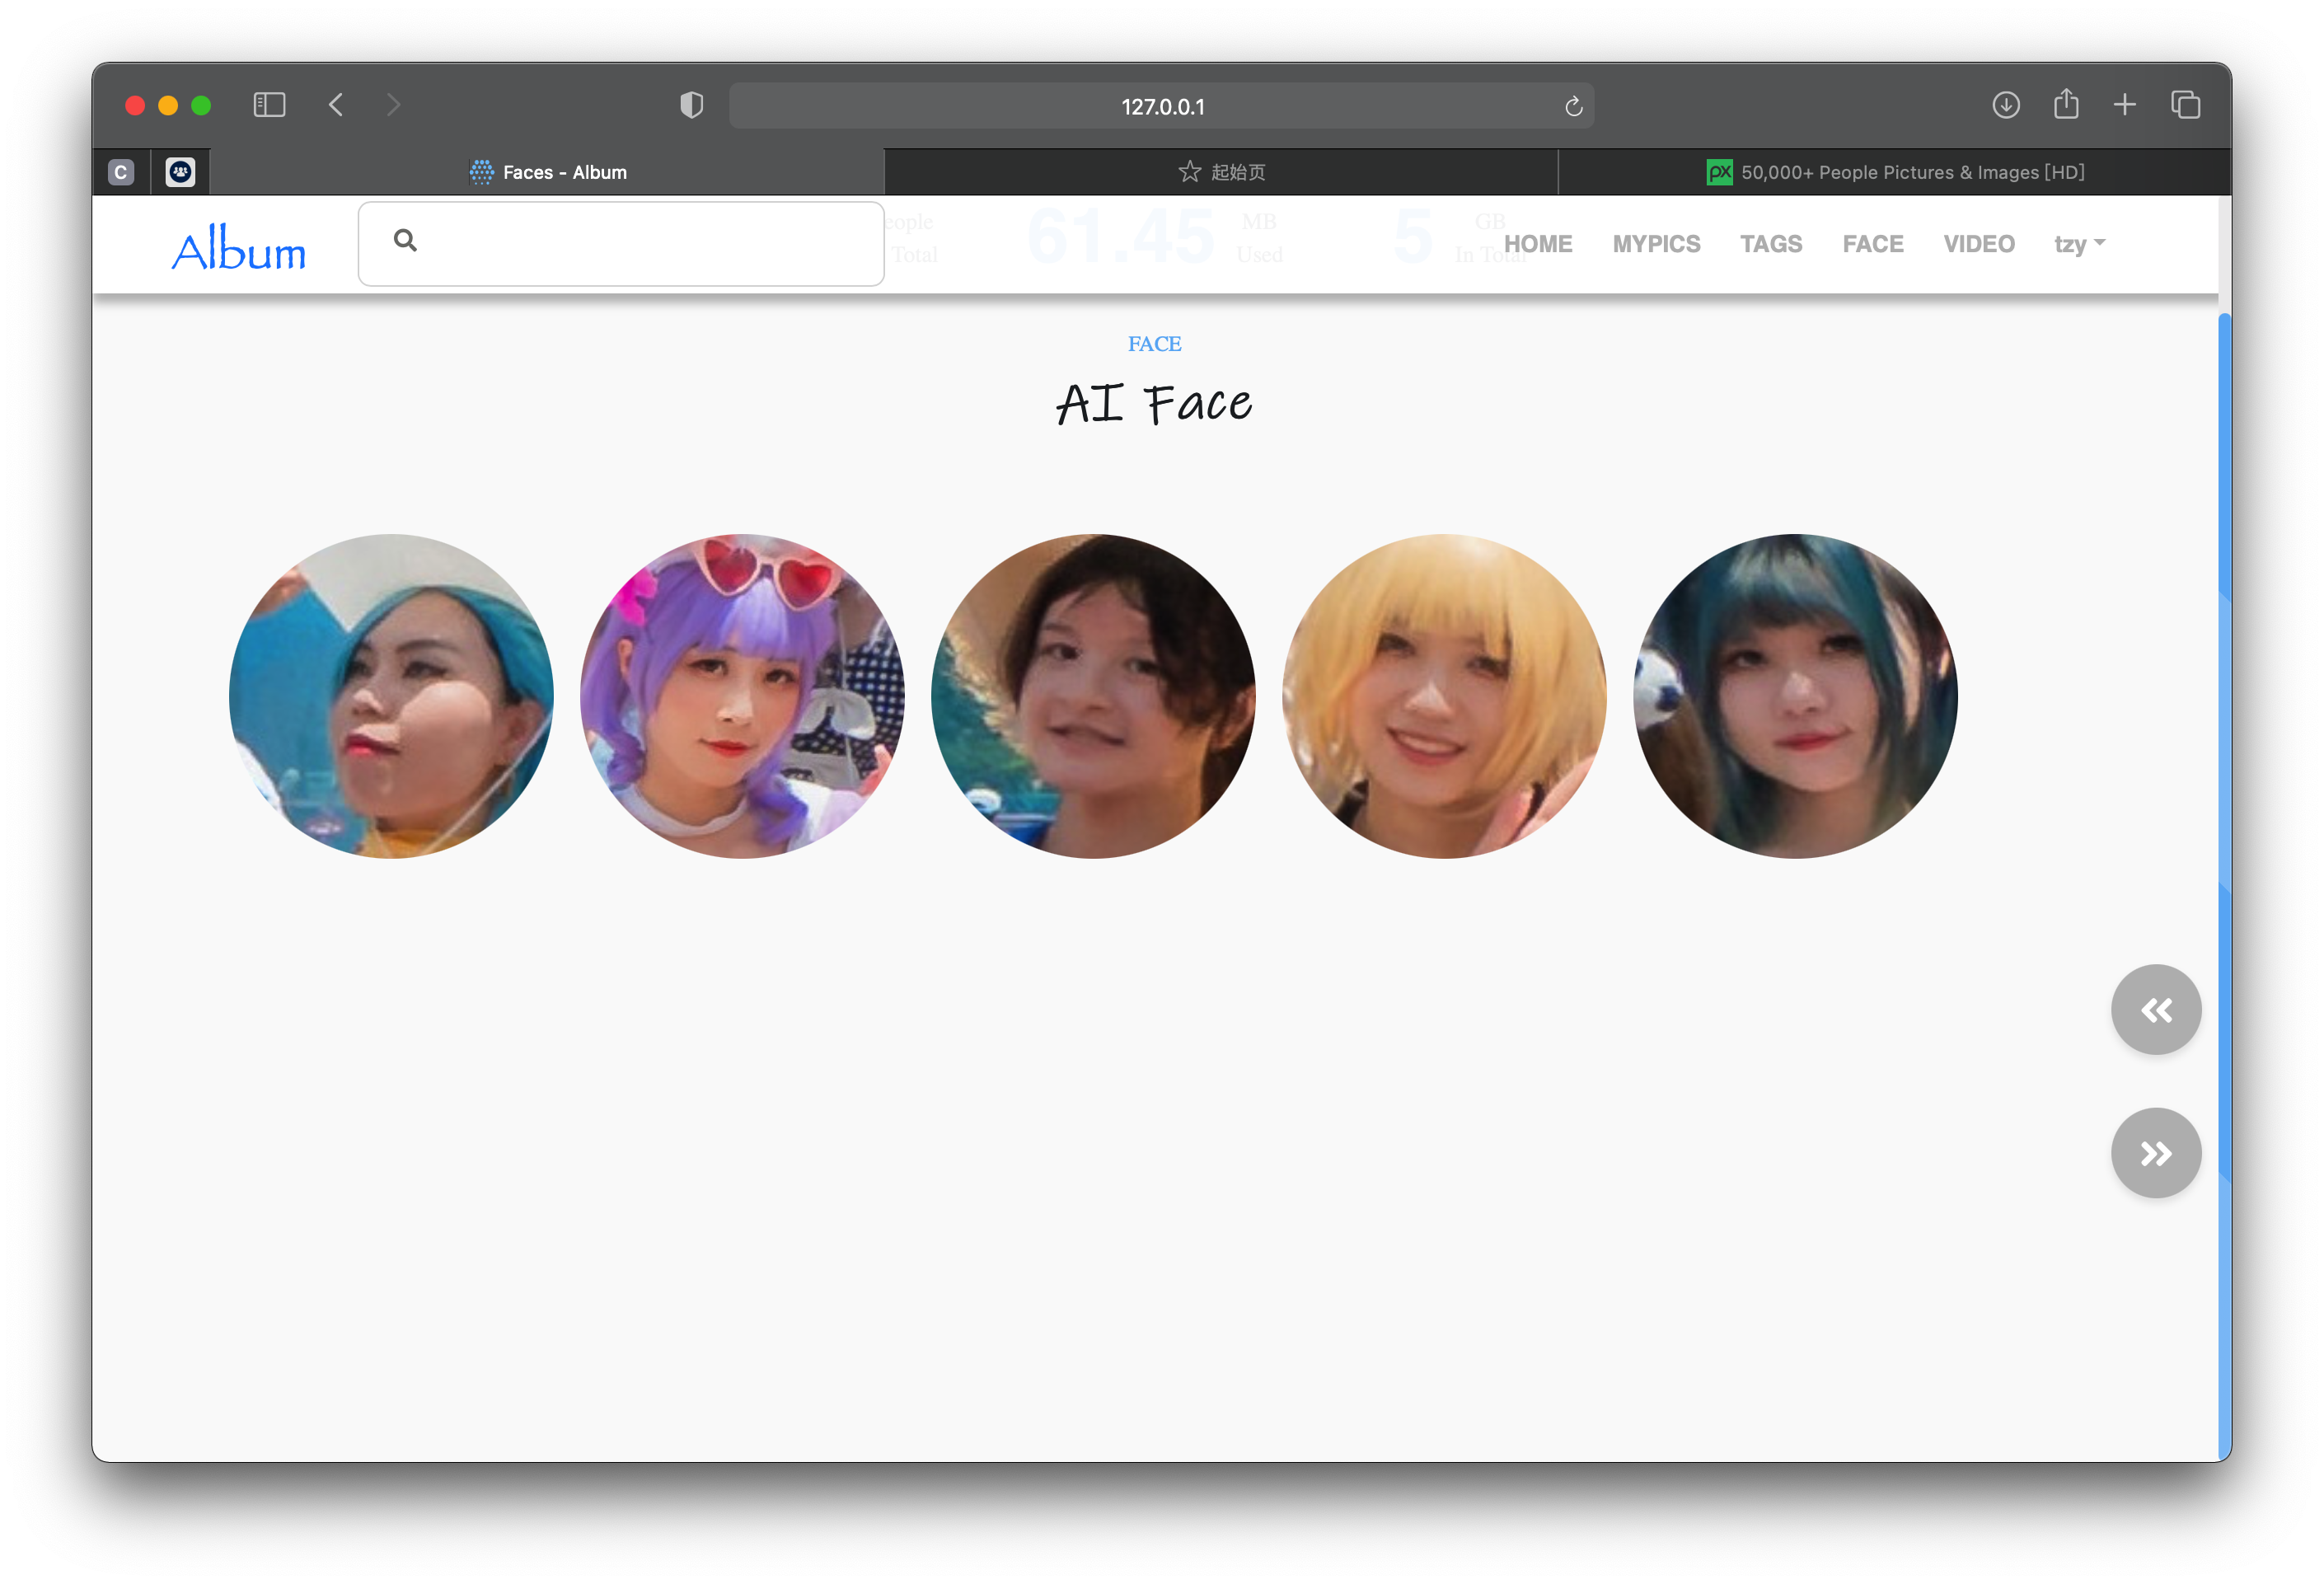 127.0.0.1
C
Faces - Album
起始页
px 50,000+ People Pictures & Images [HD]
Album
eople
Total
61.45
MB
Used
5
GB
In Total
HOME MYPICS TAGS FACE VIDEO tzy
FACE
AI Face